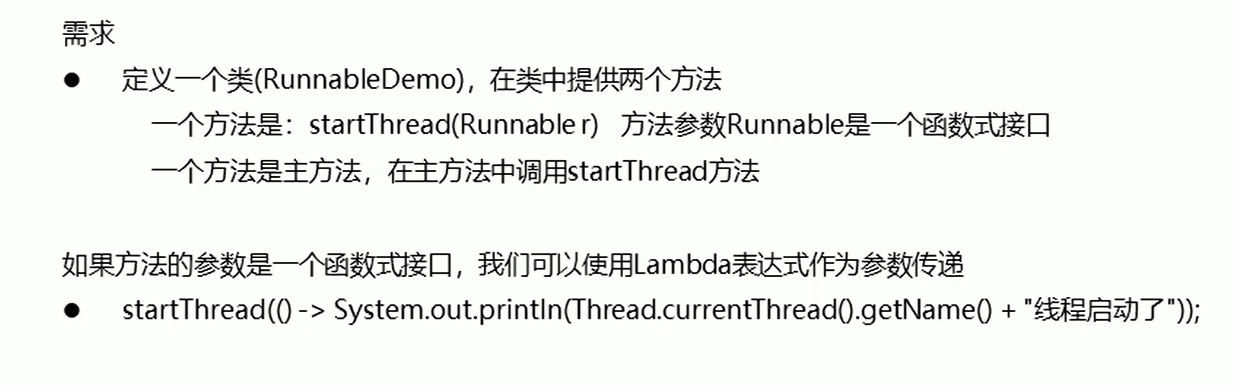 需求
● 定义一个类(RunnableDemo)，在类中提供两个方法
一个方法是：startThread(Runnable r) 方法参数Runnable是一个函数式接口
一个方法是主方法，在主方法中调用startThread方法
如果方法的参数是一个函数式接口，我们可以使用Lambda表达式作为参数传递
● startThread(() -> System.out.println(Thread.currentThread().getName() + "线程启动了"));